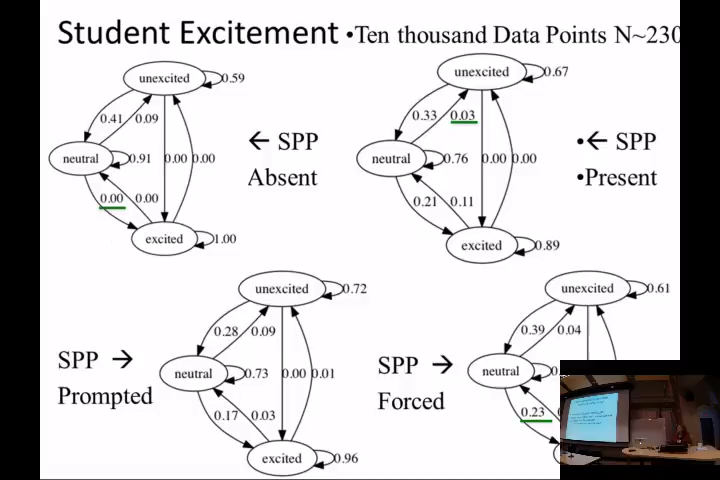 Student Excitement •Ten thousand Data Points N~230
unexcited 0.59
0.41 0.09
neutral 0.91 0.00 0.00
0.00 0.00
excited 1.00
← SPP
Absent
unexcited 0.67
0.33 0.03
neutral 0.76 0.00 0.00
0.21 0.11
excited 0.89
•← SPP
•Present
SPP →
Prompted
unexcited 0.72
0.28 0.09
neutral 0.73 0.00 0.01
0.17 0.03
excited 0.96
SPP →
Forced
unexcited 0.61
0.39 0.04
neutral
0.23